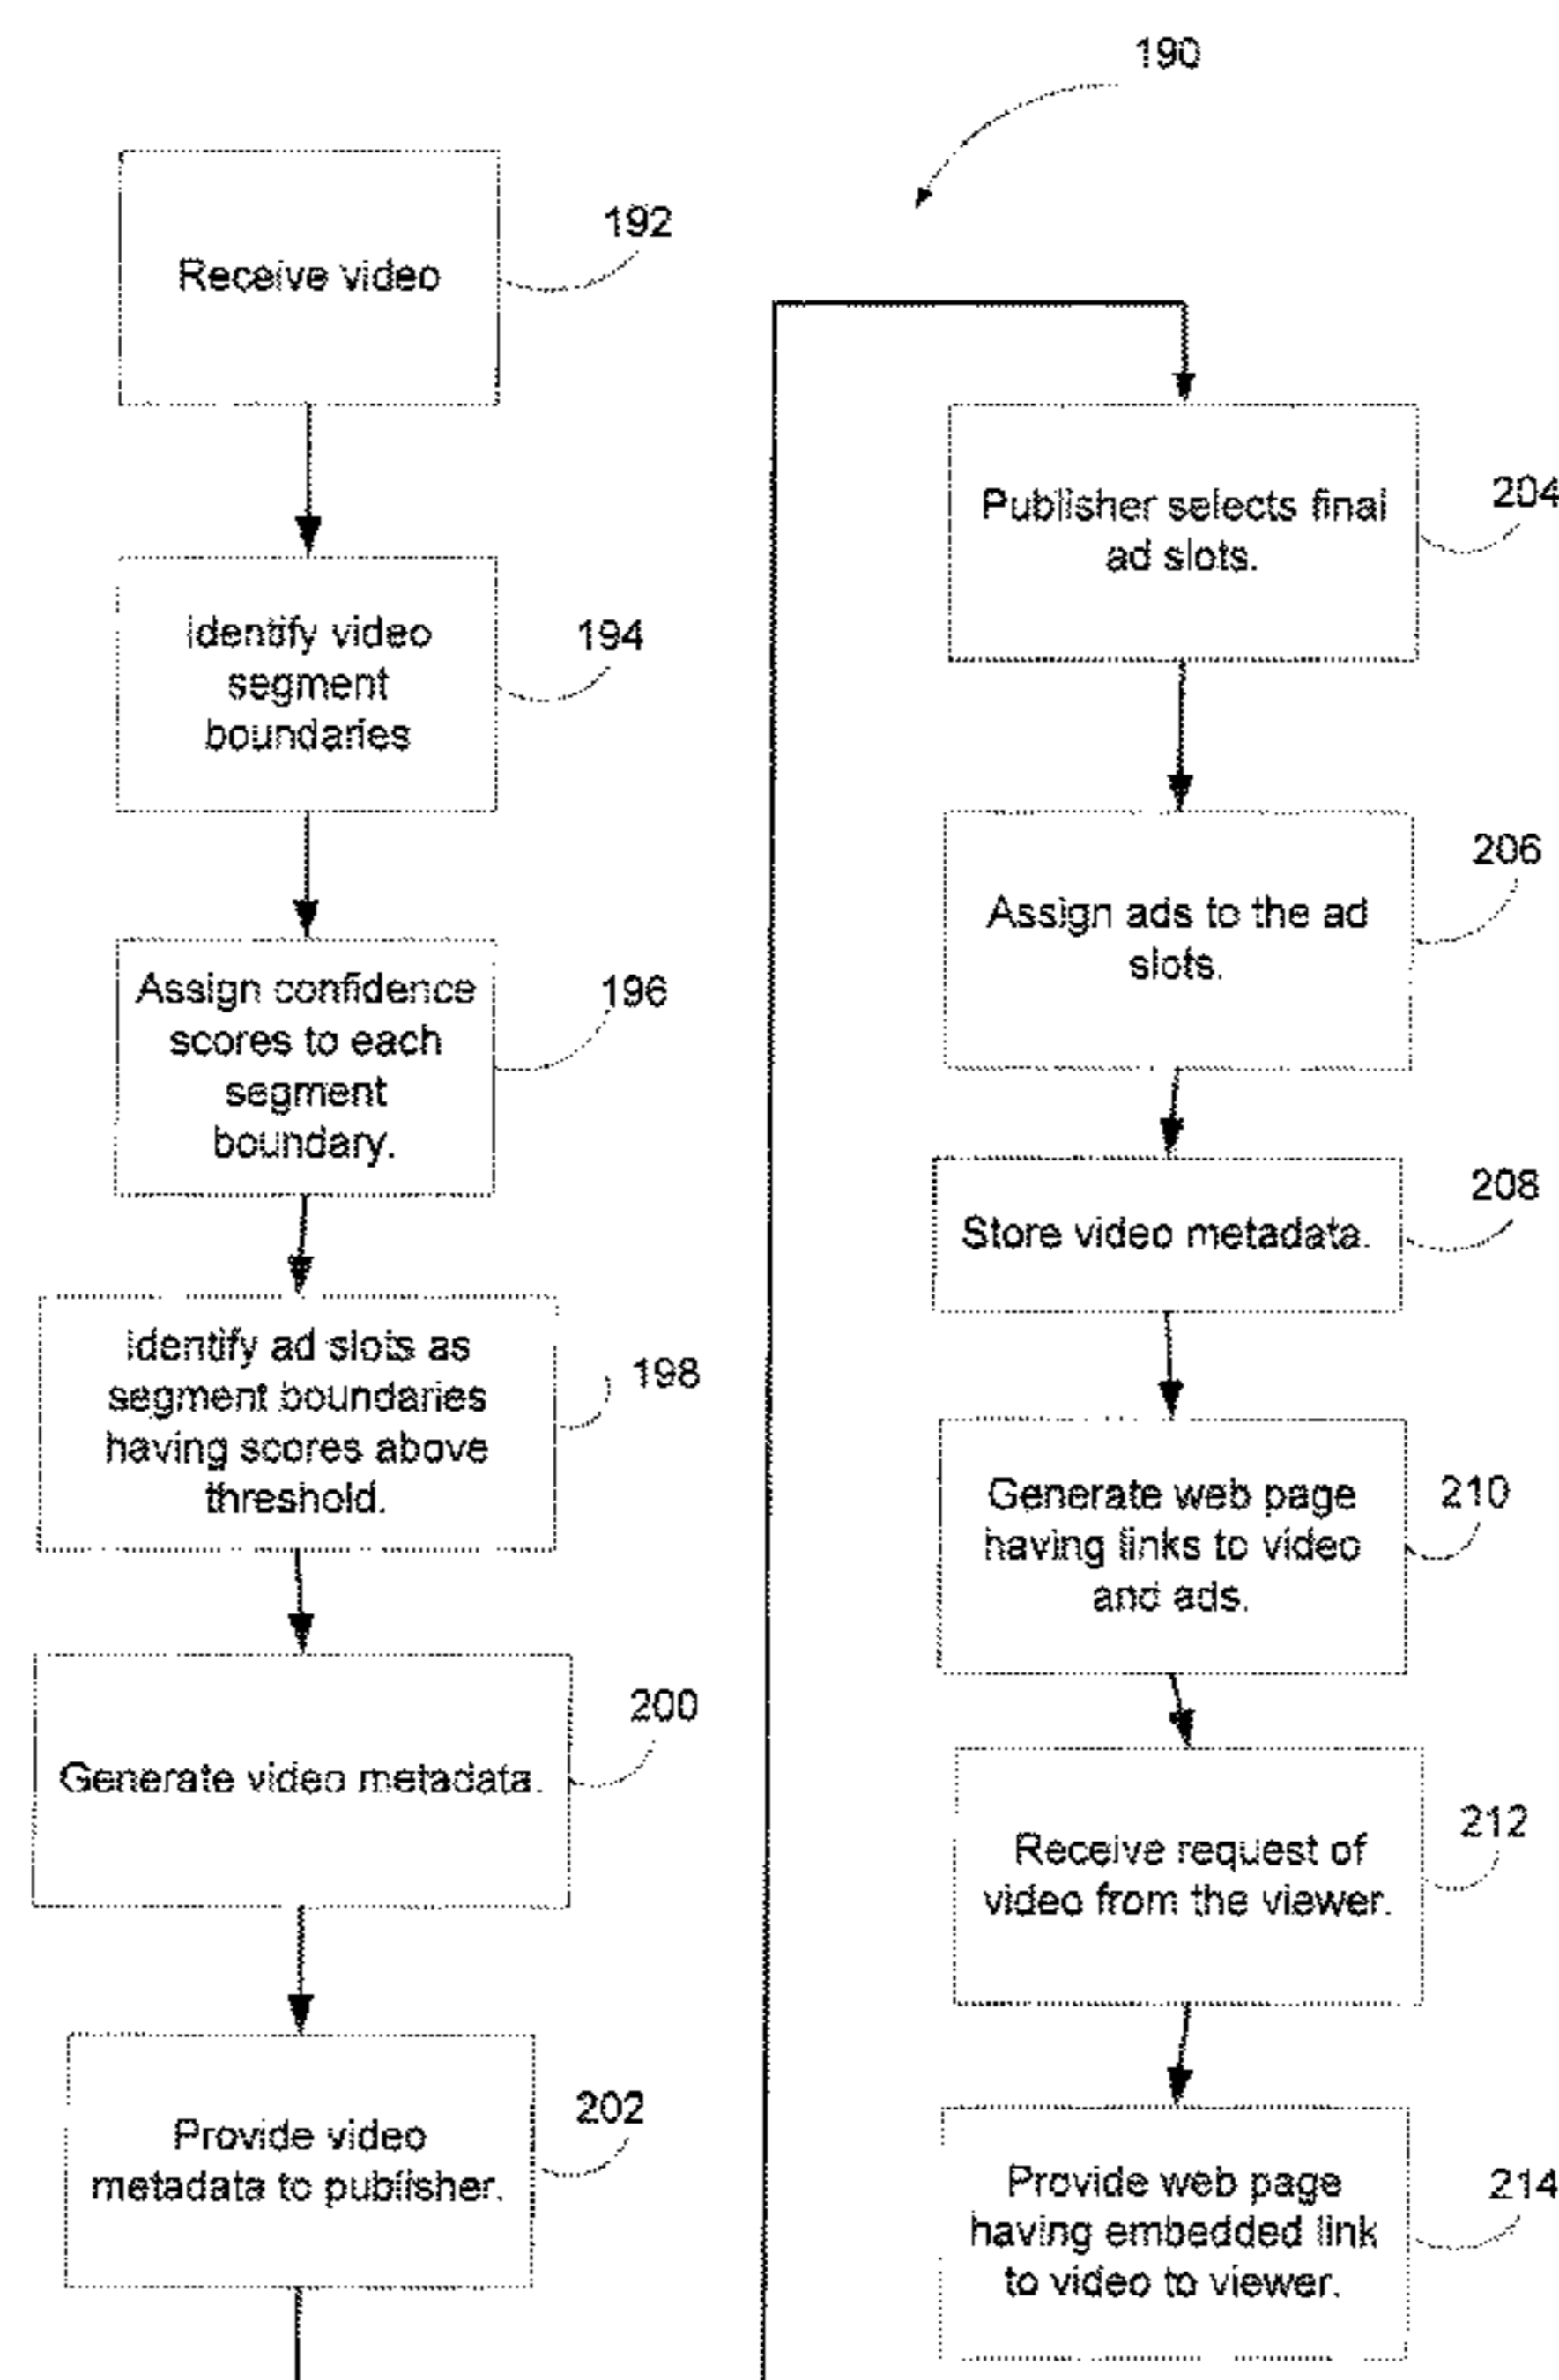 190
Receive video
192
Identify video
segment
boundaries
194
Assign confidence
scores to each
segment
boundary.
196
Identify ad slots as
segment boundaries
having scores above
threshold.
198
Generate video metadata.
200
Provide video
metadata to publisher.
202
Publisher selects final
ad slots.
204
Assign ads to the ad
slots.
206
Store video metadata.
208
Generate web page
having links to video
and ads.
210
Receive request of
video from the viewer.
212
Provide web page
having embedded link
to video to viewer.
214